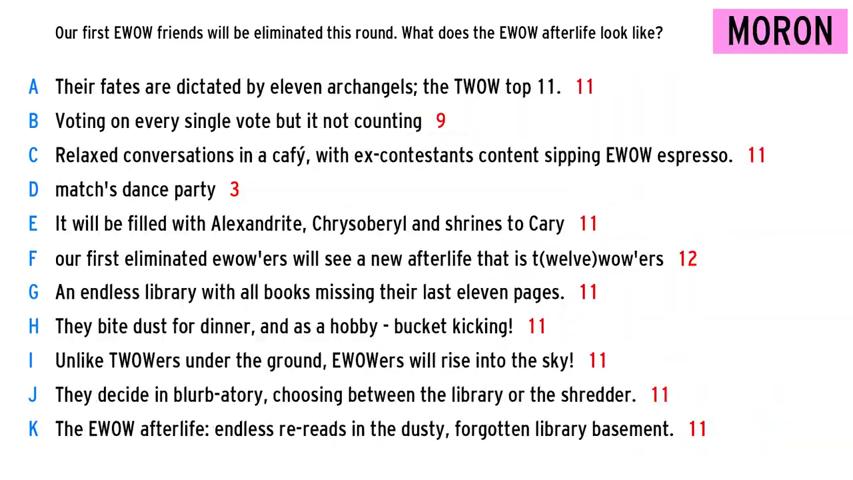 Our first EWOW friends will be eliminated this round. What does the EWOW afterlife look like?
MORON
A Their fates are dictated by eleven archangels; the TWOW top 11. 11
B Voting on every single vote but it not counting 9
C Relaxed conversations in a cafý, with ex-contestants content sipping EWOW espresso. 11
D match's dance party 3
E It will be filled with Alexandrite, Chrysoberyl and shrines to Cary 11
F our first eliminated ewow'ers will see a new afterlife that is t(welve)wow'ers 12
G An endless library with all books missing their last eleven pages. 11
H They bite dust for dinner, and as a hobby - bucket kicking! 11
I Unlike TWOWers under the ground, EWOWers will rise into the sky! 11
J They decide in blurb-atory, choosing between the library or the shredder. 11
K The EWOW afterlife: endless re-reads in the dusty, forgotten library basement. 11